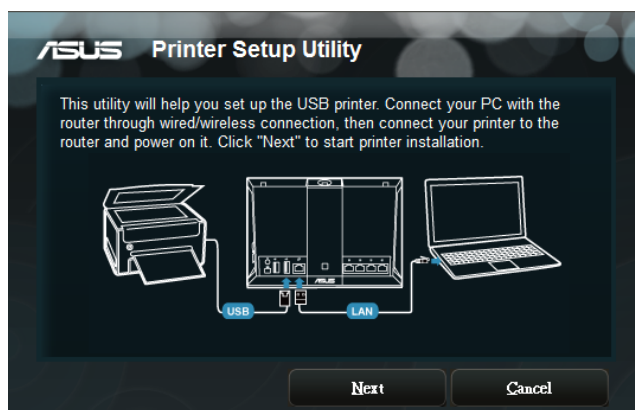 ASUS Printer Setup Utility
This utility will help you set up the USB printer. Connect your PC with the
router through wired/wireless connection, then connect your printer to the
router and power on it. Click "Next" to start printer installation.
ASUS
USB
LAN
Next
Cancel